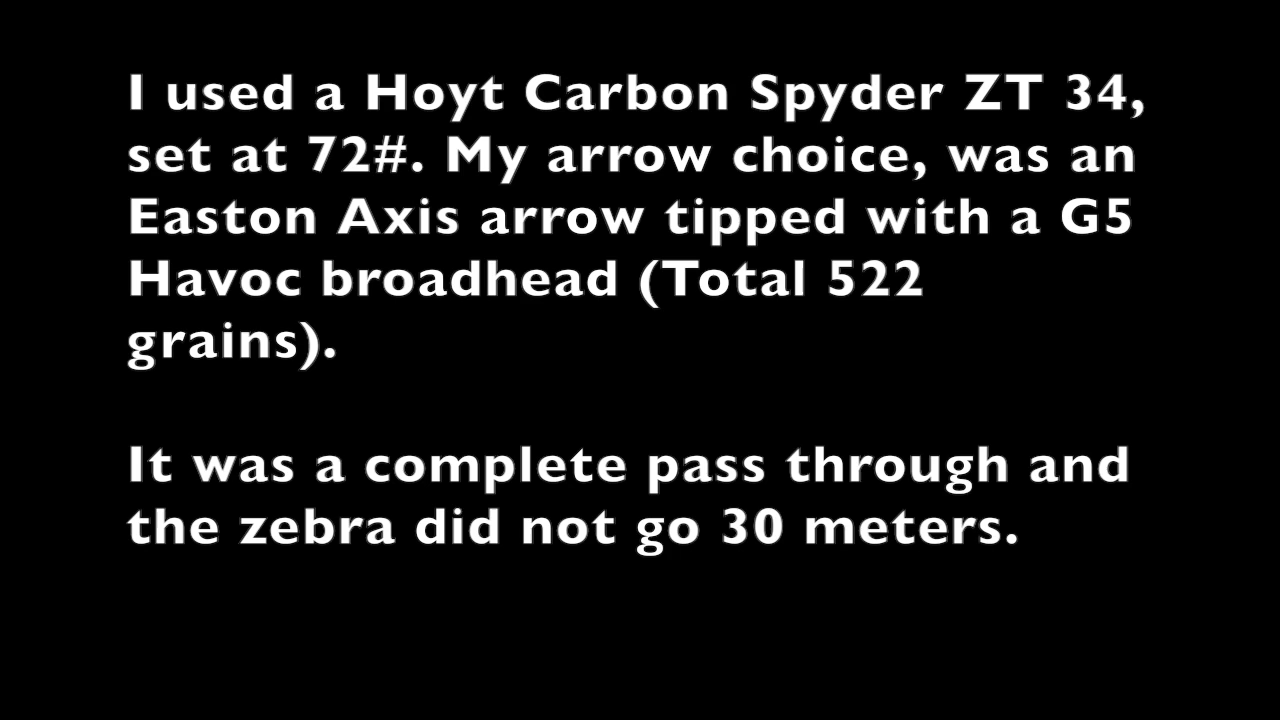 I used a Hoyt Carbon Spyder ZT 34,
set at 72#. My arrow choice, was an
Easton Axis arrow tipped with a G5
Havoc broadhead (Total 522
grains).
It was a complete pass through and
the zebra did not go 30 meters.